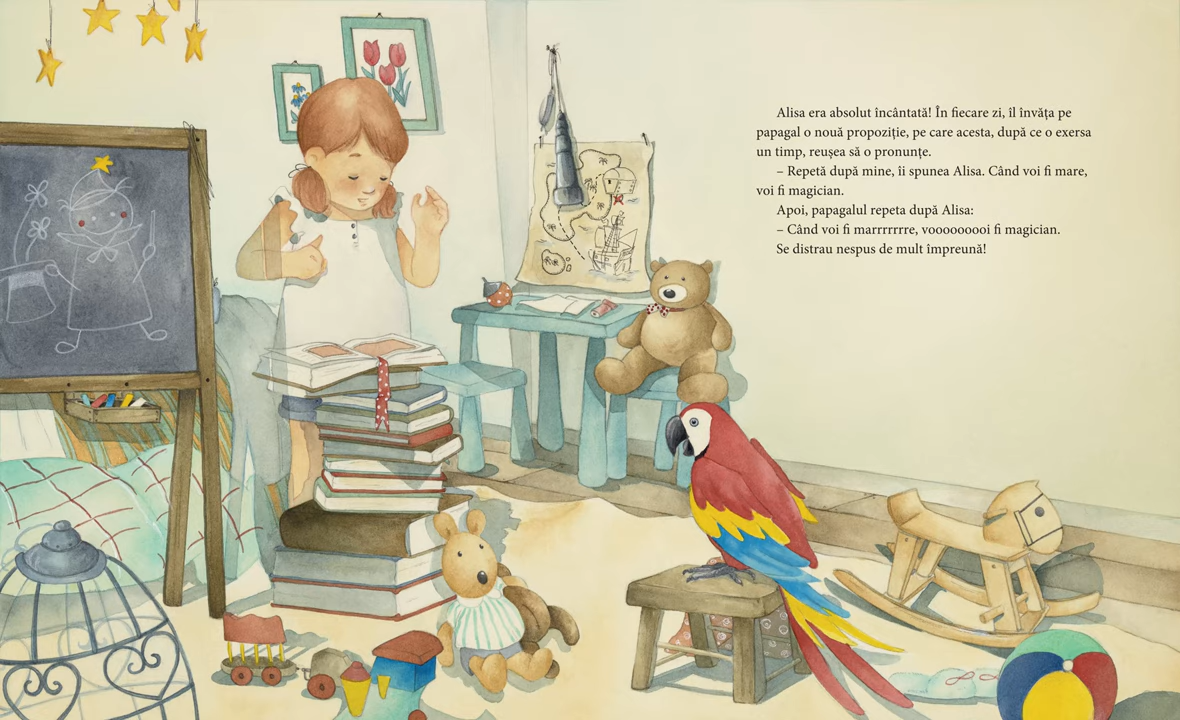 Alisa era absolut încântată! În fiecare zi, îl învăța pe
papagal o nouă propoziție, pe care acesta, după ce o exersa
un timp, reușea să o pronunțe.
– Repetă după mine, îi spunea Alisa. Când voi fi mare,
voi fi magician.
Apoi, papagalul repeta după Alisa:
– Când voi fi marrrrrrre, vooooooooi fi magician.
Se distrau nespus de mult împreună!